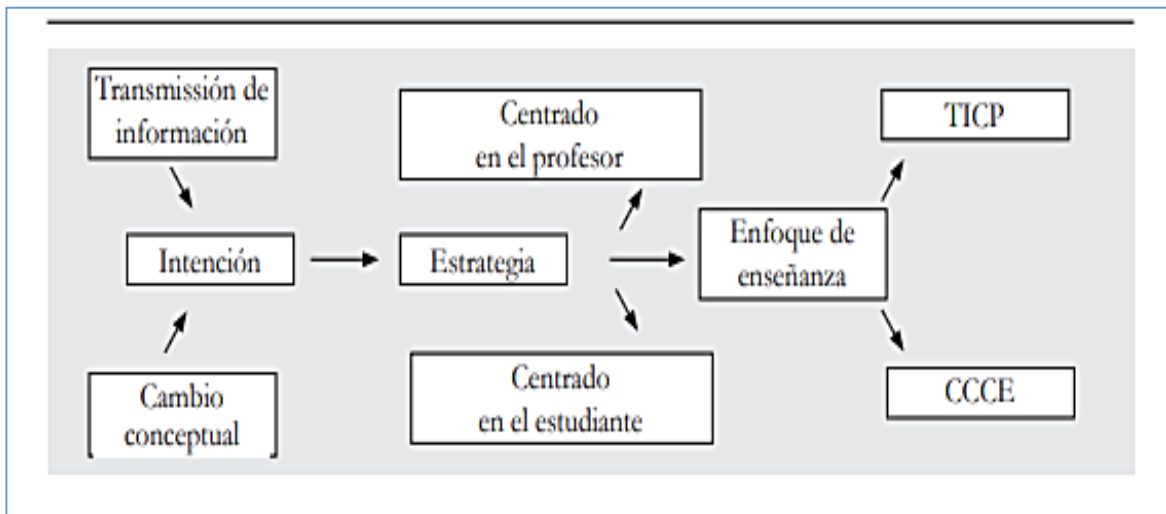 Transmisión de
información
Centrado
en el profesor
TICP
Intención
Estrategia
Enfoque de
enseñanza
Cambio
conceptual
Centrado
en el estudiante
CCCE